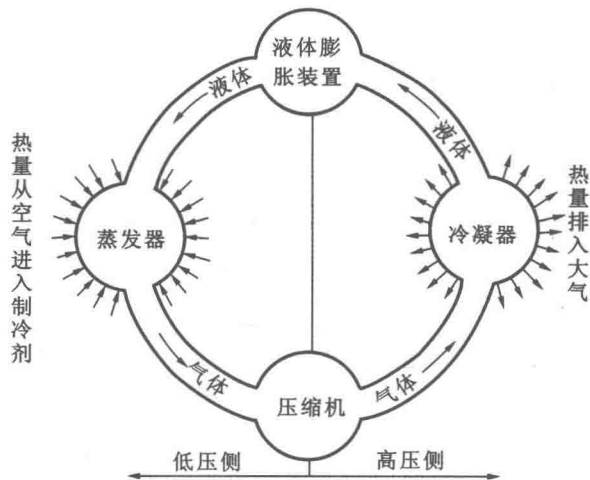 液体膨
胀装置
液体
液体
热量从空气进入制冷剂
蒸发器
冷凝器
热量排入大气
气体
压缩机
气体
低压侧
高压侧